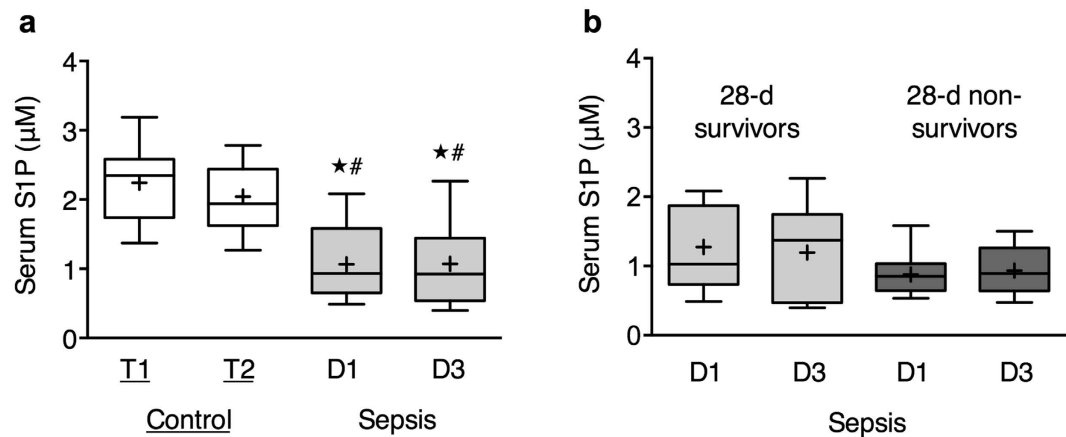 a
4
3
2
1
0
Serum S1P (µM)
★#
★#
T1 T2 D1 D3
Control Sepsis
b
4
3
2
1
0
Serum S1P (µM)
28-d
survivors
28-d non-
survivors
D1 D3 D1 D3
Sepsis